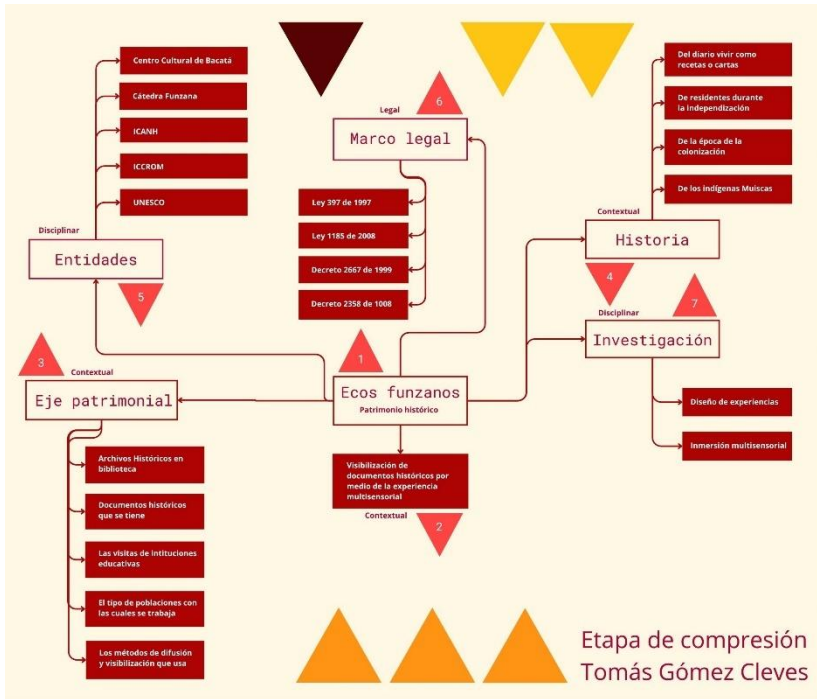 Centro Cultural de Bacatá
Cátedra Funzana
ICANH
ICCROM
UNESCO
Disciplinar
Entidades
5
Legal
6
Marco legal
Ley 397 de 1997
Ley 1185 de 2008
Decreto 2667 de 1999
Decreto 2358 de 1008
Del diario vivir como
recetas o cartas
De residentes durante
la independización
De la época de la
colonización
De los indígenas Muiscas
Contextual
Historia
4
7
Disciplinar
Investigación
Diseño de experiencias
Inmersión multisensorial
3
Contextual
Eje patrimonial
Archivos Históricos en
biblioteca
Documentos históricos
que se tiene
Las visitas de intituciones
educativas
El tipo de poblaciones con
las cuales se trabaja
Los métodos de difusión
y visibilización que usa
1
Ecos funzanos
Patrimonio histórico
Visibilización de
documentos históricos por
medio de la experiencia
multisensorial
Contextual
2
Etapa de compresión
Tomás Gómez Cleves